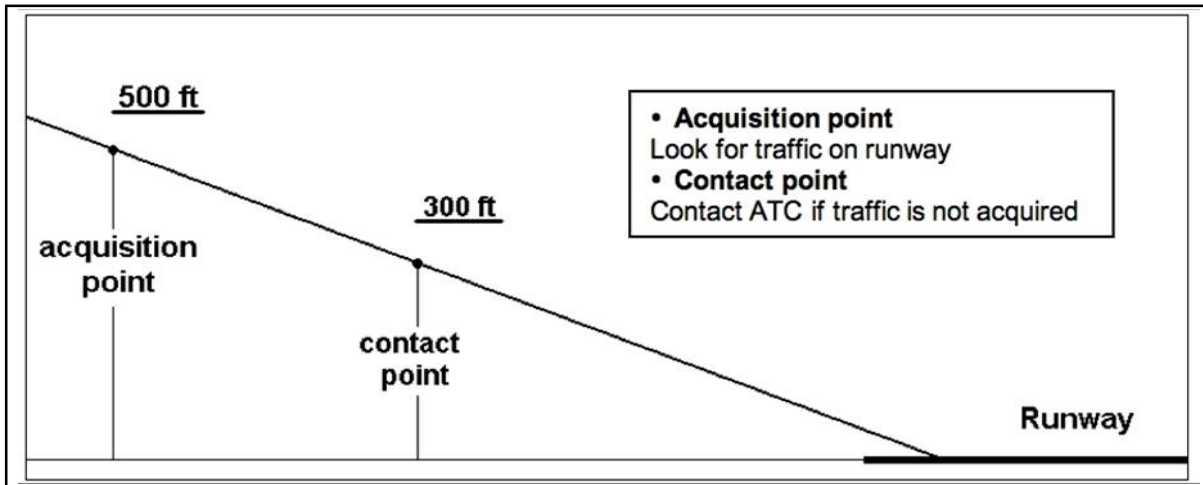 500 ft
• Acquisition point
Look for traffic on runway
• Contact point
Contact ATC if traffic is not acquired
300 ft
acquisition
point
contact
point
Runway